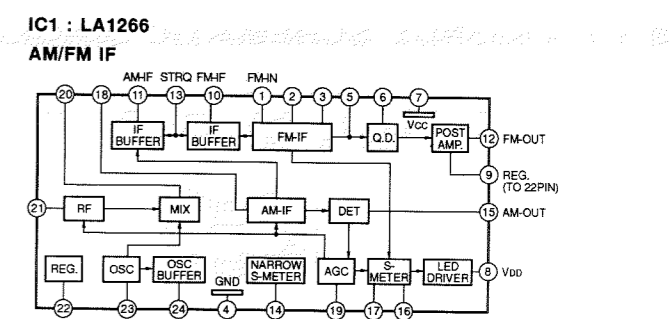 IC1 : LA1266
AM/FM IF
AM-IF STRQ FM-IF FM-IN
20 18 11 13 10 1 2 3 5 6 7
VCC
IF BUFFER
IF BUFFER
FM-IF
Q.D.
POST AMP.
12 FM-OUT
9 REG. (TO 22PIN)
21
RF
MIX
AM-IF
DET
15 AM-OUT
REG.
OSC
OSC BUFFER
GND
NARROW S-METER
AGC
S-METER
LED DRIVER
8 VDD
22 23 24 4 14 19 17 16